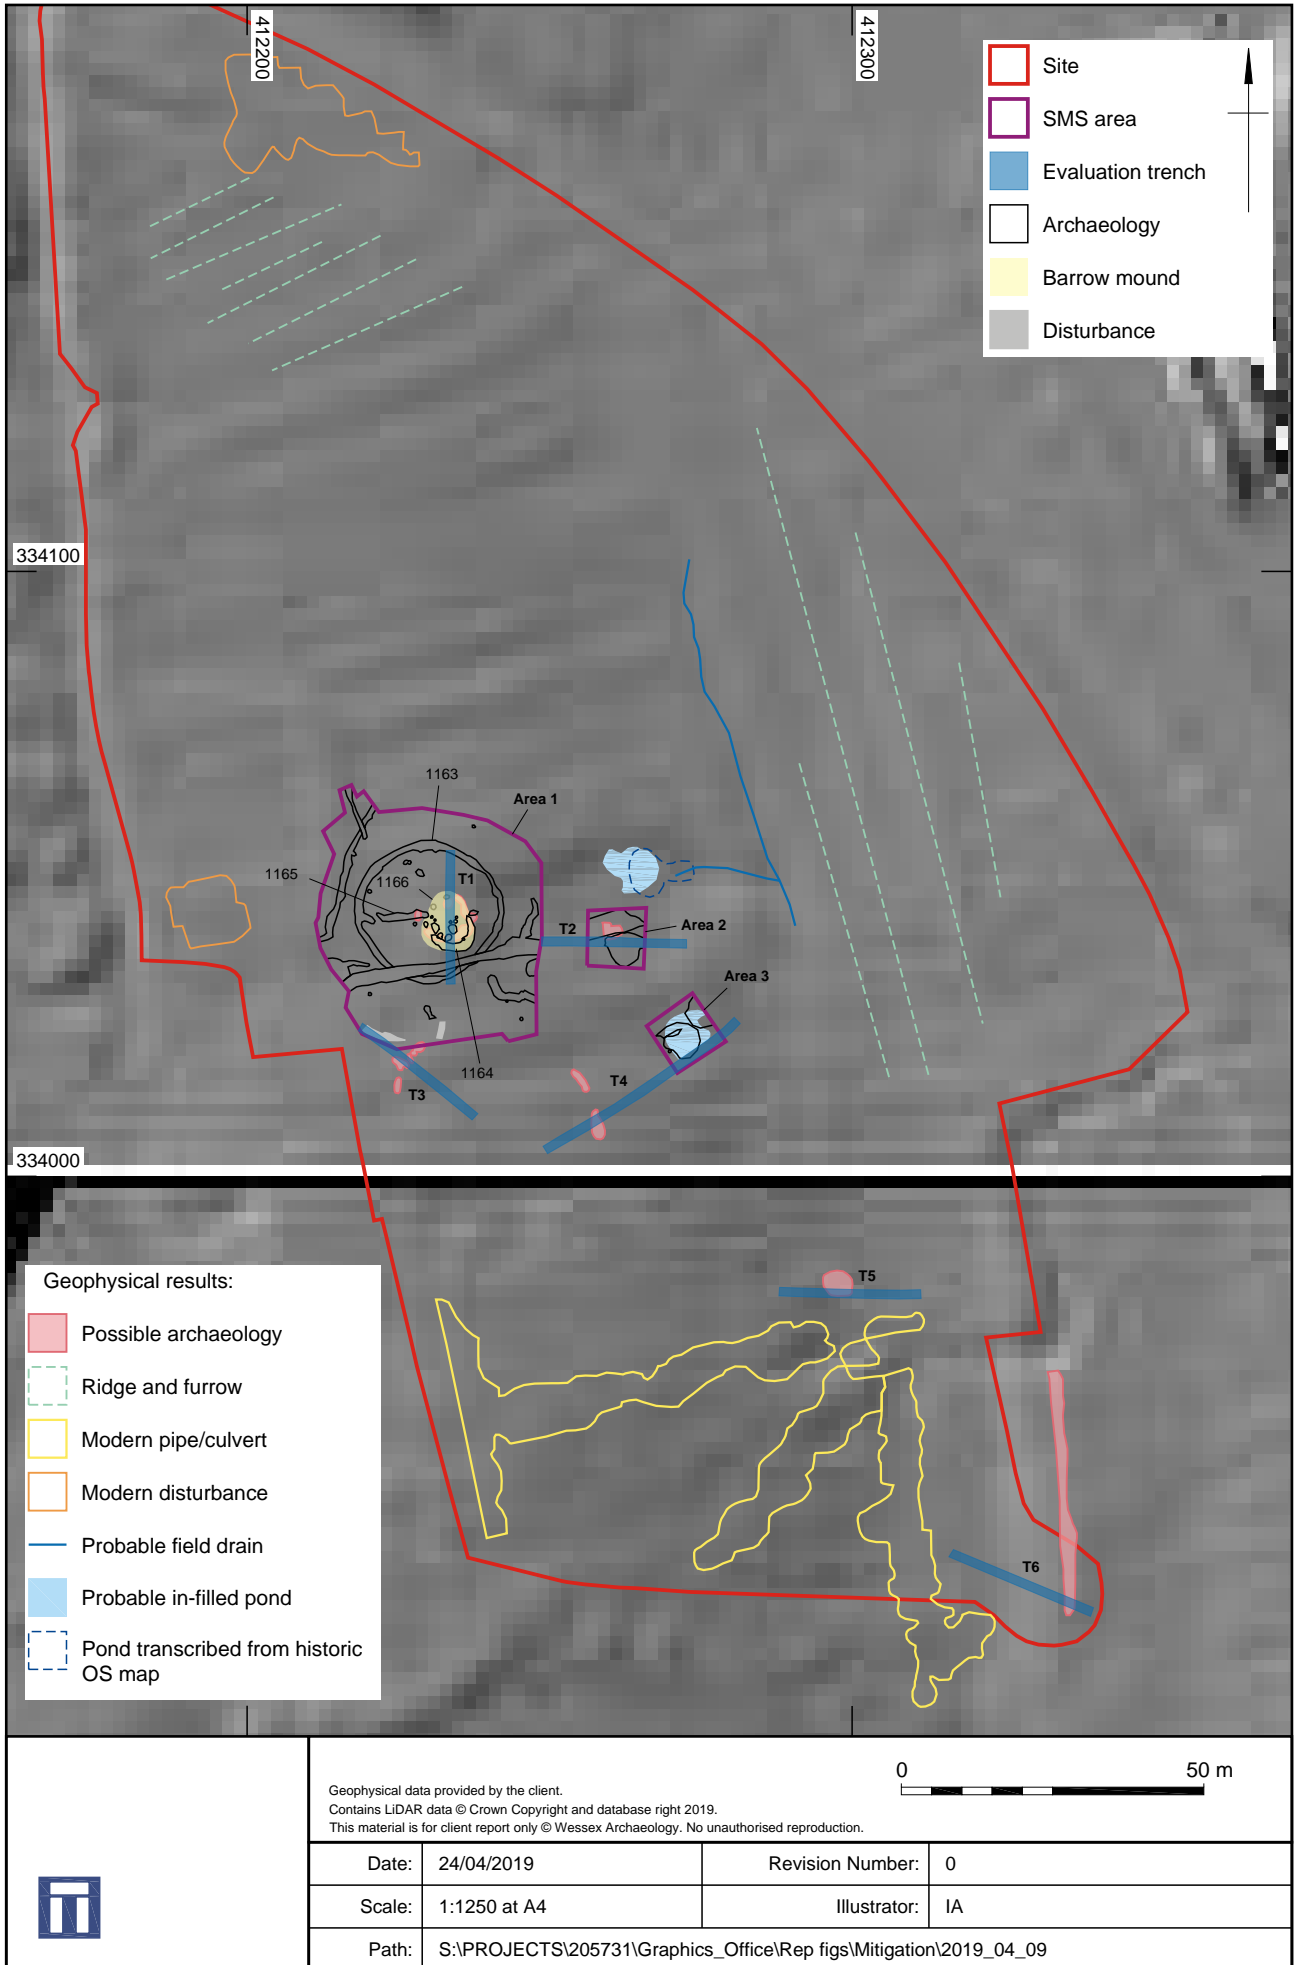 412200
412300
Site
SMS area
Evaluation trench
Archaeology
Barrow mound
Disturbance
334100
1163
Area 1
1165
1166
T1
T2
Area 2
Area 3
1164
T3
T4
334000
Geophysical results:
Possible archaeology
Ridge and furrow
Modern pipe/culvert
Modern disturbance
Probable field drain
Probable in-filled pond
Pond transcribed from historic
OS map
T5
T6
0 50 m
Geophysical data provided by the client.
Contains LiDAR data © Crown Copyright and database right 2019.
This material is for client report only © Wessex Archaeology. No unauthorised reproduction.
Date: 24/04/2019 Revision Number: 0
Scale: 1:1250 at A4 Illustrator: IA
Path: S:\PROJECTS\205731\Graphics_Office\Rep figs\Mitigation\2019_04_09